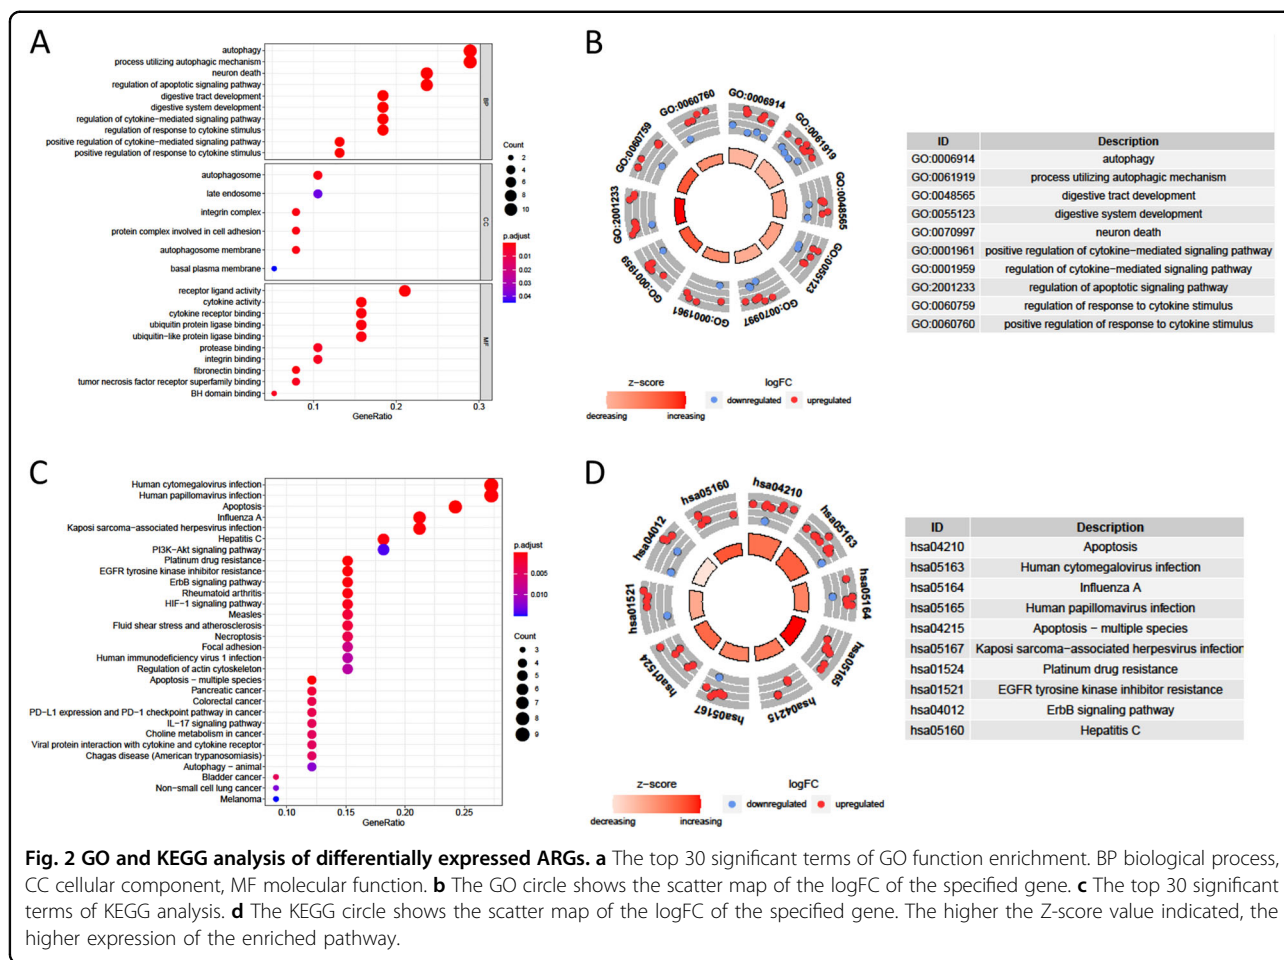 A
autophagy
process utilizing autophagic mechanism
neuron death
regulation of apoptotic signaling pathway
digestive tract development
digestive system development
regulation of cytokine-mediated signaling pathway
regulation of response to cytokine stimulus
positive regulation of cytokine-mediated signaling pathway
positive regulation of response to cytokine stimulus
BP
autophagosome
late endosome
integrin complex
protein complex involved in cell adhesion
autophagosome membrane
basal plasma membrane
CC
receptor ligand activity
cytokine activity
cytokine receptor binding
ubiquitin protein ligase binding
ubiquitin-like protein ligase binding
protease binding
integrin binding
fibronectin binding
tumor necrosis factor receptor superfamily binding
BH domain binding
MF
0.1 0.2 0.3
GeneRatio
Count
2
4
6
8
10
p.adjust
0.01
0.02
0.03
0.04
B
GO:0006914
GO:0061919
GO:0048565
GO:0055123
GO:0070997
GO:0001961
GO:0001959
GO:2001233
GO:0060759
GO:0060760
z-score
decreasing increasing
logFC
downregulated upregulated
ID Description
GO:0006914 autophagy
GO:0061919 process utilizing autophagic mechanism
GO:0048565 digestive tract development
GO:0055123 digestive system development
GO:0070997 neuron death
GO:0001961 positive regulation of cytokine−mediated signaling pathway
GO:0001959 regulation of cytokine−mediated signaling pathway
GO:2001233 regulation of apoptotic signaling pathway
GO:0060759 regulation of response to cytokine stimulus
GO:0060760 positive regulation of response to cytokine stimulus
C
Human cytomegalovirus infection
Human papillomavirus infection
Apoptosis
Influenza A
Kaposi sarcoma-associated herpesvirus infection
Hepatitis C
PI3K-Akt signaling pathway
Platinum drug resistance
EGFR tyrosine kinase inhibitor resistance
ErbB signaling pathway
Rheumatoid arthritis
HIF-1 signaling pathway
Measles
Fluid shear stress and atherosclerosis
Necroptosis
Focal adhesion
Human immunodeficiency virus 1 infection
Regulation of actin cytoskeleton
Apoptosis - multiple species
Pancreatic cancer
Colorectal cancer
PD-L1 expression and PD-1 checkpoint pathway in cancer
IL-17 signaling pathway
Choline metabolism in cancer
Viral protein interaction with cytokine and cytokine receptor
Chagas disease (American trypanosomiasis)
Autophagy - animal
Bladder cancer
Non-small cell lung cancer
Melanoma
0.10 0.15 0.20 0.25
GeneRatio
p.adjust
0.005
0.010
Count
3
4
5
6
7
8
9
D
hsa04210
hsa05163
hsa05164
hsa05165
hsa04215
hsa05167
hsa01524
hsa01521
hsa04012
hsa05160
z-score
decreasing increasing
logFC
downregulated upregulated
ID Description
hsa04210 Apoptosis
hsa05163 Human cytomegalovirus infection
hsa05164 Influenza A
hsa05165 Human papillomavirus infection
hsa04215 Apoptosis − multiple species
hsa05167 Kaposi sarcoma−associated herpesvirus infection
hsa01524 Platinum drug resistance
hsa01521 EGFR tyrosine kinase inhibitor resistance
hsa04012 ErbB signaling pathway
hsa05160 Hepatitis C
Fig. 2 GO and KEGG analysis of differentially expressed ARGs. a The top 30 significant terms of GO function enrichment. BP biological process,
CC cellular component, MF molecular function. b The GO circle shows the scatter map of the logFC of the specified gene. c The top 30 significant
terms of KEGG analysis. d The KEGG circle shows the scatter map of the logFC of the specified gene. The higher the Z-score value indicated, the
higher expression of the enriched pathway.